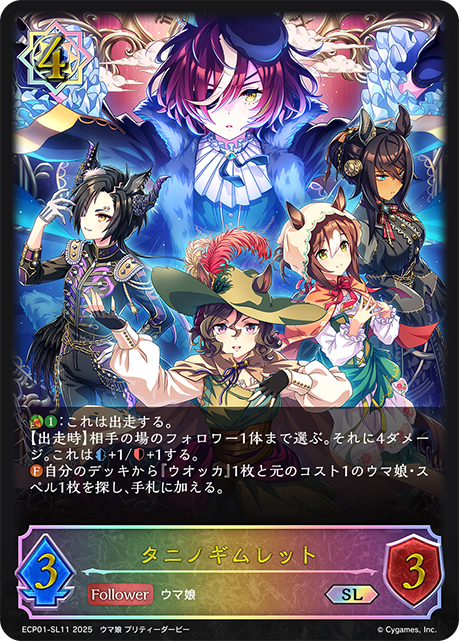 4
1：これは出走する。
【出走時】相手の場のフォロワー1体まで選ぶ。それに4ダメー
ジ。これは+1/+1する。
F 自分のデッキから『ウオッカ』1枚と元のコスト1のウマ娘・ス
ペル1枚を探し、手札に加える。
タニノギムレット
3
Follower ウマ娘
SL
3
ECP01-SL11 2025 ウマ娘 プリティーダービー
© Cygames, Inc.